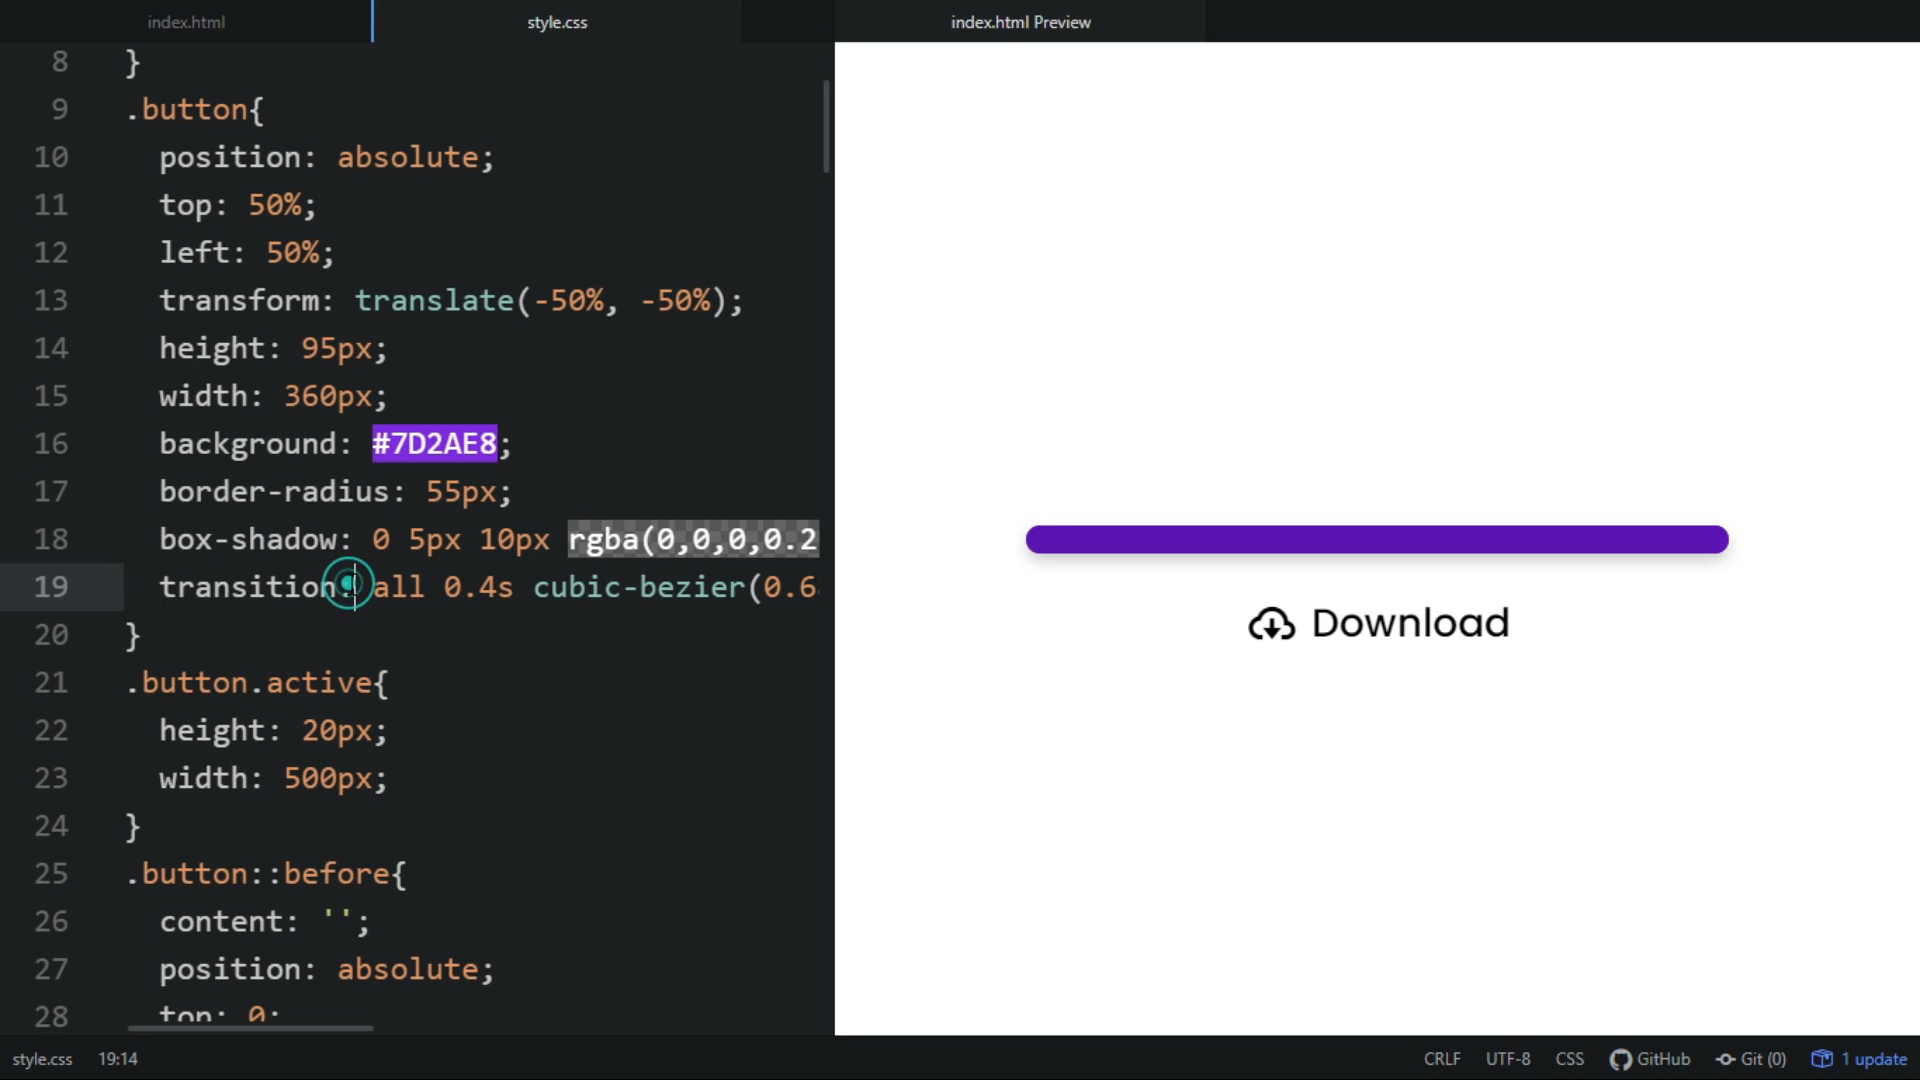 index.html
style.css
index.html Preview
8 }
9 .button{
10 position: absolute;
11 top: 50%;
12 left: 50%;
13 transform: translate(-50%, -50%);
14 height: 95px;
15 width: 360px;
16 background: #7D2AE8;
17 border-radius: 55px;
18 box-shadow: 0 5px 10px rgba(0,0,0,0.2
19 transition: all 0.4s cubic-bezier(0.6
20 }
21 .button.active{
22 height: 20px;
23 width: 500px;
24 }
25 .button::before{
26 content: '';
27 position: absolute;
28 top: 0;
Download
style.css 19:14
CRLF UTF-8 CSS GitHub Git (0) 1 update